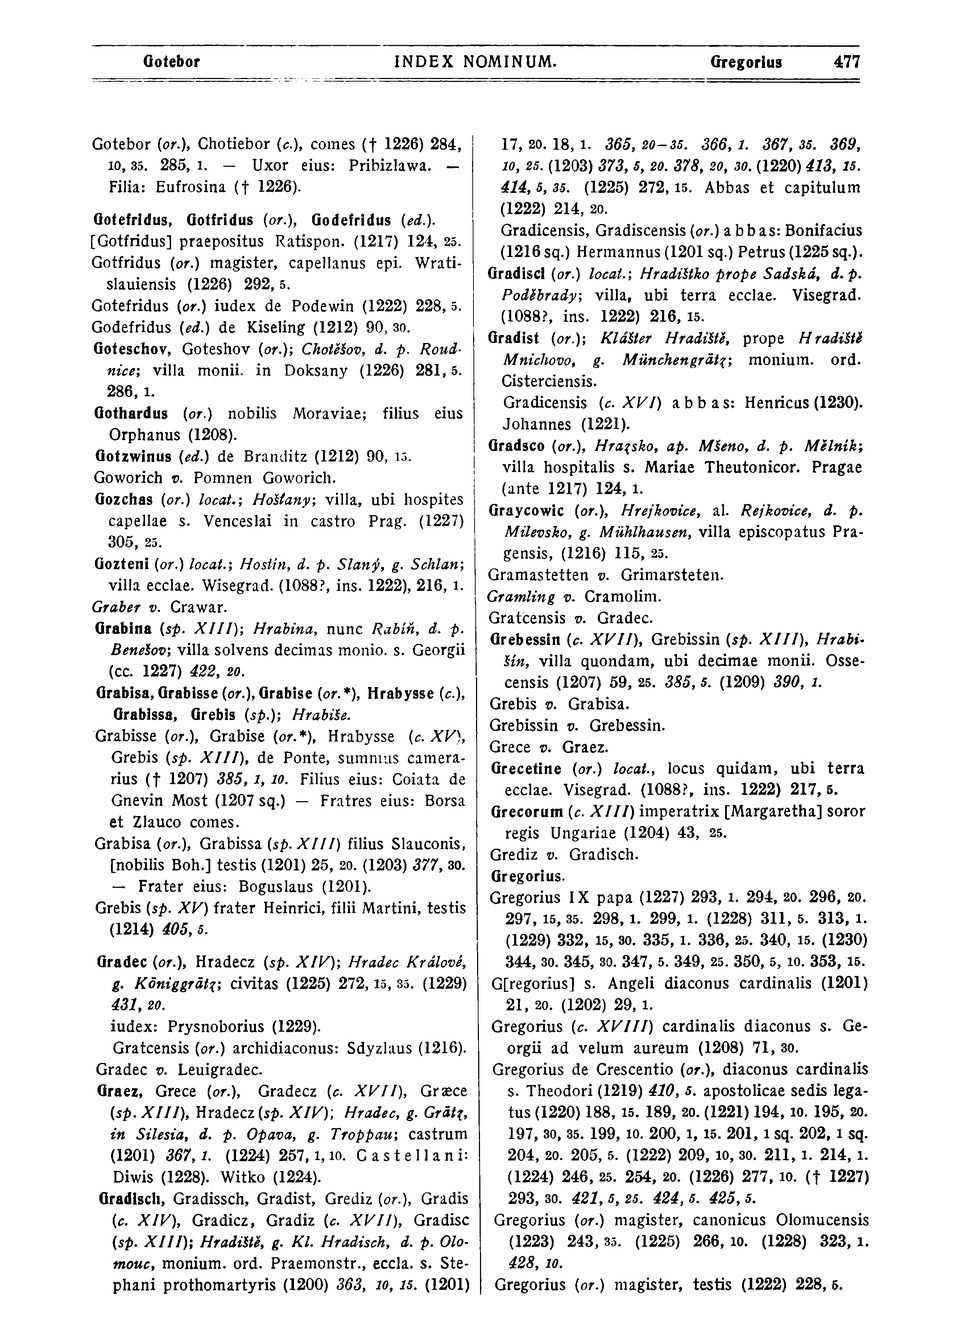 Gotebor INDEX NOMINUM. Gregorius 477
Gotebor (or.), Chotiebor (c.), comes († 1226) 284,
10, 35. 285, 1. — Uxor eius: Pribizlawa. —
Filia: Eufrosina († 1226).
Gotefridus, Gotfridus (or.), Godefridus (ed.).
[Gotfridus] praepositus Ratispon. (1217) 124, 25.
Gotfridus (or.) magister, capellanus epi. Wrati-
slauiensis (1226) 292, 5.
Gotefridus (or.) iudex de Podewin (1222) 228, 5.
Godefridus (ed.) de Kiseling (1212) 90, 30.
Goteschov, Goteshov (or.); Chotěšov, d. p. Roud-
nice; villa monii. in Doksany (1226) 281, 5.
286, 1.
Gothardus (or.) nobilis Moraviae; filius eius
Orphanus (1208).
Gotzwinus (ed.) de Branditz (1212) 90, 15.
Goworich v. Pomnen Goworich.
Gozchas (or.) locat.; Hošťany; villa, ubi hospites
capellae s. Venceslai in castro Prag. (1227)
305, 25.
Gozteni (or.) locat.; Hostín, d. p. Slaný, g. Schlan;
villa ecclae. Wisegrad. (1088?, ins. 1222), 216, 1.
Graber v. Crawar.
Grabina (sp. XIII); Hrabina, nunc Rabiň, d. p.
Benešov; villa solvens decimas monio. s. Georgii
(cc. 1227) 422, 20.
Grabisa, Grabisse (or.), Grabise (or.*), Hrabysse (c.),
Grabissa, Grebis (sp.); Hrabiše.
Grabisse (or.), Grabise (or.*), Hrabysse (c. XV),
Grebis (sp. XIII), de Ponte, summus camera-
rius († 1207) 385, 1, 10. Filius eius: Coiata de
Gnevin Most (1207 sq.) — Fratres eius: Borsa
et Zlauco comes.
Grabisa (or.), Grabissa (sp. XIII) filius Slauconis,
[nobilis Boh.] testis (1201) 25, 20. (1203) 377, 30.
— Frater eius: Boguslaus (1201).
Grebis (sp. XV) frater Heinrici, filii Martini, testis
(1214) 405, 5.
Gradec (or.), Hradecz (sp. XIV); Hradec Králové,
g. Königgrätz; civitas (1225) 272, 15, 35. (1229)
431, 20.
iudex: Prysnoborius (1229).
Gratcensis (or.) archidiaconus: Sdyzlaus (1216).
Gradec v. Leuigradec.
Graez, Grece (or.), Gradecz (c. XVII), Græce
(sp. XIII), Hradecz (sp. XIV); Hradec, g. Grätz,
in Silesia, d. p. Opava, g. Troppau; castrum
(1201) 367, 1. (1224) 257, 1, 10. Castellani:
Diwis (1228). Witko (1224).
Gradisch, Gradissch, Gradist, Grediz (or.), Gradis
(c. XIV), Gradicz, Gradiz (c. XVII), Gradisc
(sp. XIII); Hradiště, g. Kl. Hradisch, d. p. Olo-
mouc, monium. ord. Praemonstr., eccla. s. Ste-
phani prothomartyris (1200) 363, 10, 15. (1201)
17, 20. 18, 1. 365, 20–35. 366, 1. 367, 35. 369,
10, 25. (1203) 373, 5, 20. 378, 20, 30. (1220) 413, 15.
414, 5, 35. (1225) 272, 15. Abbas et capitulum
(1222) 214, 20.
Gradicensis, Gradiscensis (or.) abbas: Bonifacius
(1216 sq.) Hermannus (1201 sq.) Petrus (1225 sq.).
Gradisci (or.) locat.; Hradištko prope Sadská, d. p.
Poděbrady; villa, ubi terra ecclae. Visegrad.
(1088?, ins. 1222) 216, 15.
Gradist (or.); Klášter Hradiště, prope Hradiště
Mnichovo, g. Münchengrätz; monium. ord.
Cisterciensis.
Gradicensis (c. XVI) abbas: Henricus (1230).
Johannes (1221).
Gradsco (or.), Hrazsko, ap. Mšeno, d. p. Mělník;
villa hospitalis s. Mariae Theutonicor. Pragae
(ante 1217) 124, 1.
Graycowic (or.), Hrejkovice, al. Rejkovice, d. p.
Milevsko, g. Mühlhausen, villa episcopatus Pra-
gensis, (1216) 115, 25.
Gramastetten v. Grimarsteten.
Gramling v. Cramolim.
Gratcensis v. Gradec.
Grebessin (c. XVII), Grebissin (sp. XIII), Hrabi-
šín, villa quondam, ubi decimae monii. Osse-
censis (1207) 59, 25. 385, 5. (1209) 390, 1.
Grebis v. Grabisa.
Grebissin v. Grebessin.
Grece v. Graez.
Grecetine (or.) locat., locus quidam, ubi terra
ecclae. Visegrad. (1088?, ins. 1222) 217, 5.
Grecorum (c. XIII) imperatrix [Margaretha] soror
regis Ungariae (1204) 43, 25.
Grediz v. Gradisch.
Gregorius.
Gregorius IX papa (1227) 293, 1. 294, 20. 296, 20.
297, 15, 35. 298, 1. 299, 1. (1228) 311, 5. 313, 1.
(1229) 332, 15, 30. 335, 1. 336, 25. 340, 15. (1230)
344, 30. 345, 30. 347, 5. 349, 25. 350, 5, 10. 353, 15.
G[regorius] s. Angeli diaconus cardinalis (1201)
21, 20. (1202) 29, 1.
Gregorius (c. XVIII) cardinalis diaconus s. Ge-
orgii ad velum aureum (1208) 71, 30.
Gregorius de Crescentio (or.), diaconus cardinalis
s. Theodori (1219) 410, 5. apostolicae sedis lega-
tus (1220) 188, 15. 189, 20. (1221) 194, 10. 195, 20.
197, 30, 35. 199, 10. 200, 1, 15. 201, 1 sq. 202, 1 sq.
204, 20. 205, 5. (1222) 209, 10, 30. 211, 1. 214, 1.
(1224) 246, 25. 254, 20. (1226) 277, 10. († 1227)
293, 30. 421, 5, 25. 424, 5. 425, 5.
Gregorius (or.) magister, canonicus Olomucensis
(1223) 243, 35. (1225) 266, 10. (1228) 323, 1.
428, 10.
Gregorius (or.) magister, testis (1222) 228, 5.